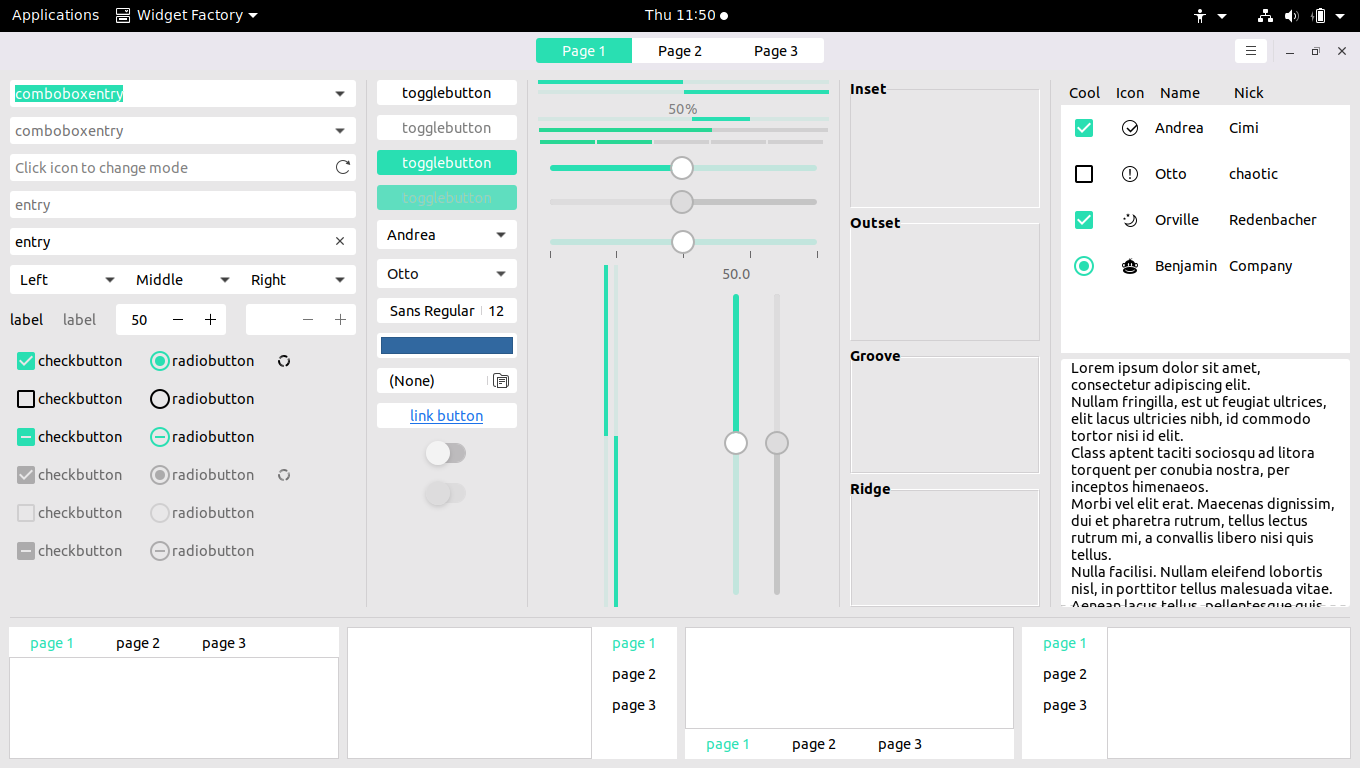 Applications Widget Factory Thu 11:50
Page 1 Page 2 Page 3
comboboxentry
comboboxentry
Click icon to change mode
entry
entry
Left Middle Right
label label 50
checkbutton radiobutton
checkbutton radiobutton
checkbutton radiobutton
checkbutton radiobutton
checkbutton radiobutton
checkbutton radiobutton
togglebutton
togglebutton
togglebutton
togglebutton
Andrea
Otto
Sans Regular 12
(None)
link button
50%
50.0
Inset
Outset
Groove
Ridge
Cool Icon Name Nick
Andrea Cimi
Otto chaotic
Orville Redenbacher
Benjamin Company
Lorem ipsum dolor sit amet,
consectetur adipiscing elit.
Nullam fringilla, est ut feugiat ultrices,
elit lacus ultricies nibh, id commodo
tortor nisi id elit.
Class aptent taciti sociosqu ad litora
torquent per conubia nostra, per
inceptos himenaeos.
Morbi vel elit erat. Maecenas dignissim,
dui et pharetra rutrum, tellus lectus
rutrum mi, a convallis libero nisi quis
tellus.
Nulla facilisi. Nullam eleifend lobortis
nisl, in porttitor tellus malesuada vitae.
Aenean lacus tellus, pellentesque quis
page 1 page 2 page 3
page 1
page 2
page 3
page 1 page 2 page 3
page 1
page 2
page 3